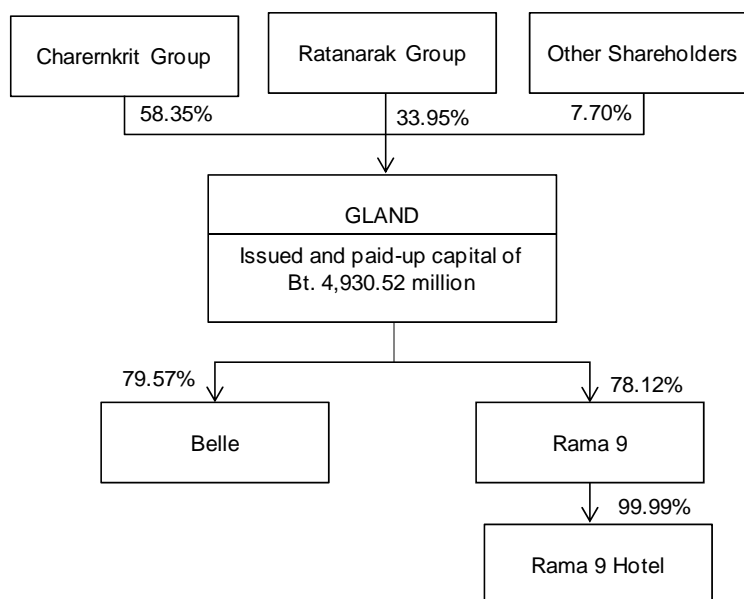 Charernkrit Group
Ratanarak Group
Other Shareholders
58.35%
33.95%
7.70%
GLAND
Issued and paid-up capital of
Bt. 4,930.52 million
79.57%
78.12%
Belle
Rama 9
99.99%
Rama 9 Hotel